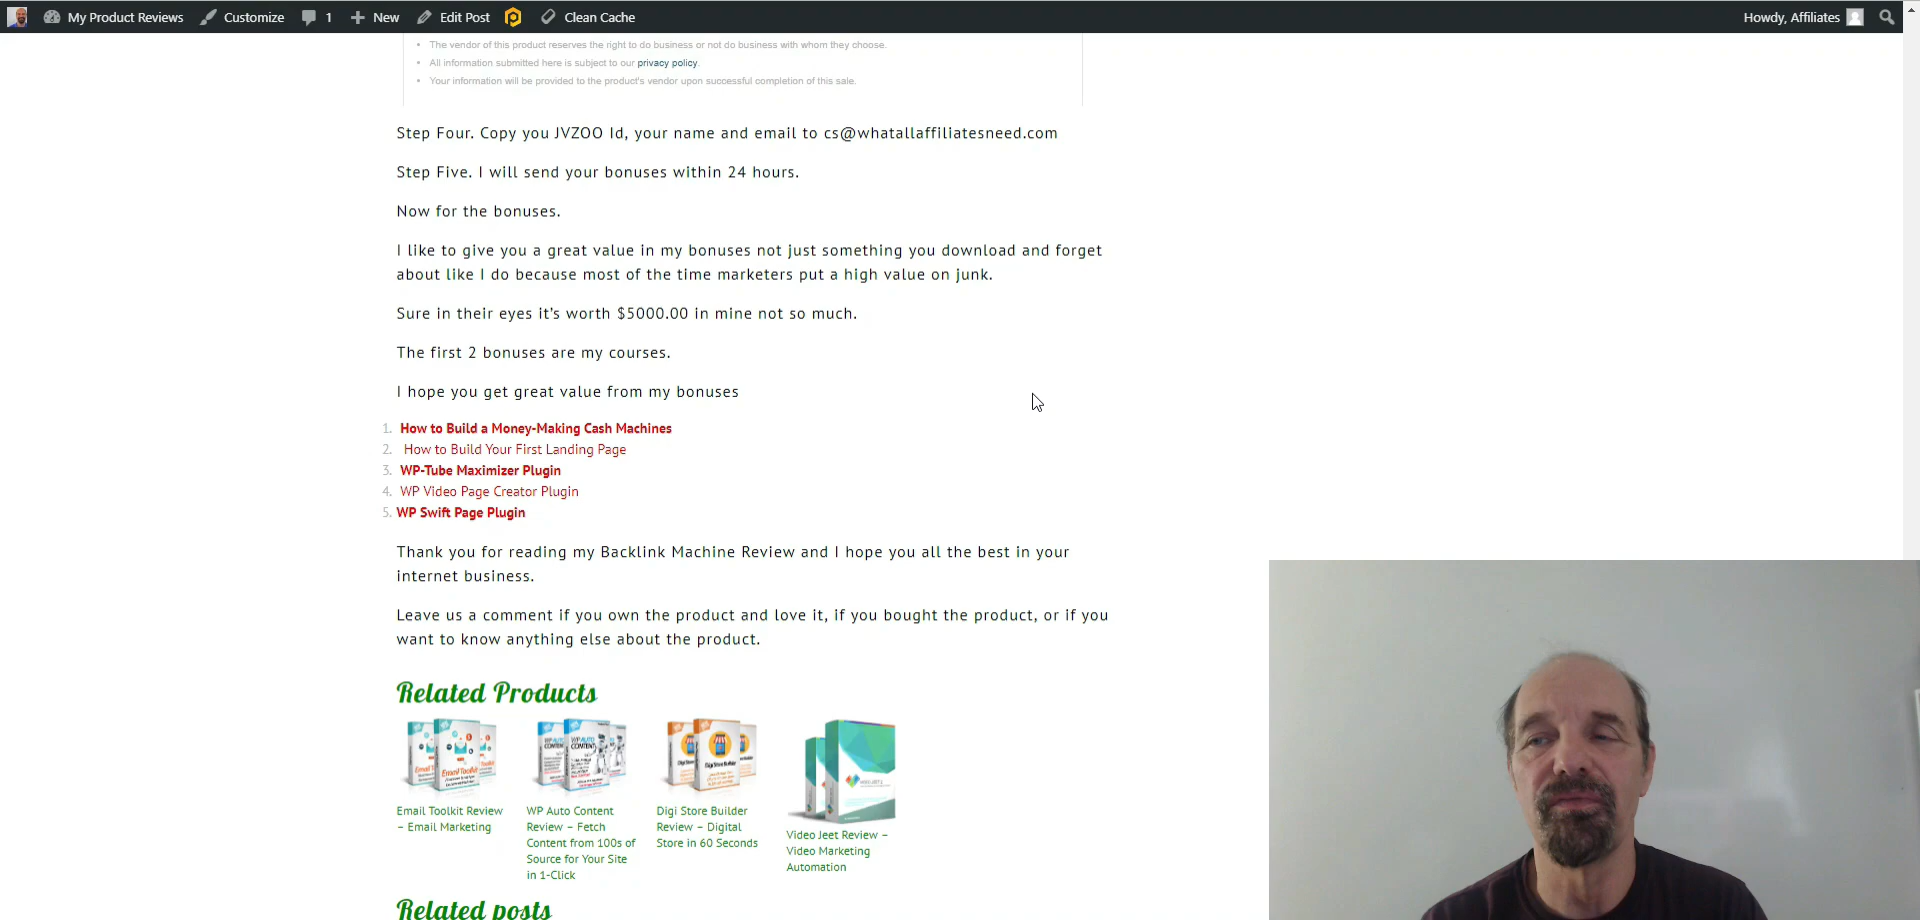 My Product Reviews Customize 1 New Edit Post Clean Cache Howdy, Affiliates
• The vendor of this product reserves the right to do business or not do business with whom they choose.
• All information submitted here is subject to our privacy policy.
• Your information will be provided to the product's vendor upon successful completion of this sale.
Step Four. Copy you JVZOO Id, your name and email to cs@whatallaffiliatesneed.com
Step Five. I will send your bonuses within 24 hours.
Now for the bonuses.
I like to give you a great value in my bonuses not just something you download and forget
about like I do because most of the time marketers put a high value on junk.
Sure in their eyes it's worth $5000.00 in mine not so much.
The first 2 bonuses are my courses.
I hope you get great value from my bonuses
1. How to Build a Money-Making Cash Machines
2. How to Build Your First Landing Page
3. WP-Tube Maximizer Plugin
4. WP Video Page Creator Plugin
5. WP Swift Page Plugin
Thank you for reading my Backlink Machine Review and I hope you all the best in your
internet business.
Leave us a comment if you own the product and love it, if you bought the product, or if you
want to know anything else about the product.
Related Products
Email Toolkit Review
– Email Marketing
WP Auto Content
Review – Fetch
Content from 100s of
Source for Your Site
in 1-Click
Digi Store Builder
Review – Digital
Store in 60 Seconds
Video Jeet Review –
Video Marketing
Automation
Related posts